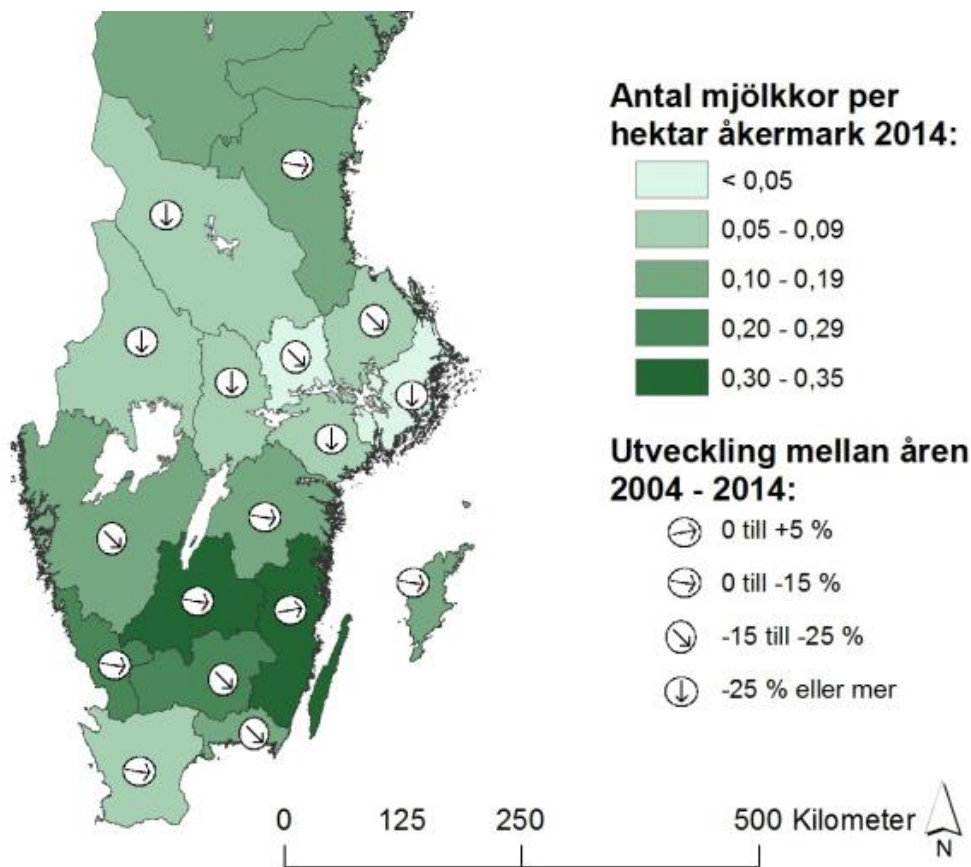 Antal mjölkkor per
hektar åkermark 2014:
< 0,05
0,05 - 0,09
0,10 - 0,19
0,20 - 0,29
0,30 - 0,35
Utveckling mellan åren
2004 - 2014:
0 till +5 %
0 till -15 %
-15 till -25 %
-25 % eller mer
0 125 250 500 Kilometer
N